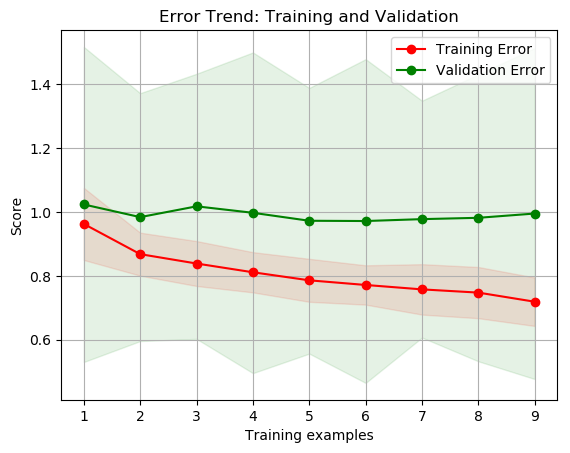 Error Trend: Training and Validation
Training Error
Validation Error
1.4
1.2
1.0
0.8
0.6
Score
1 2 3 4 5 6 7 8 9
Training examples